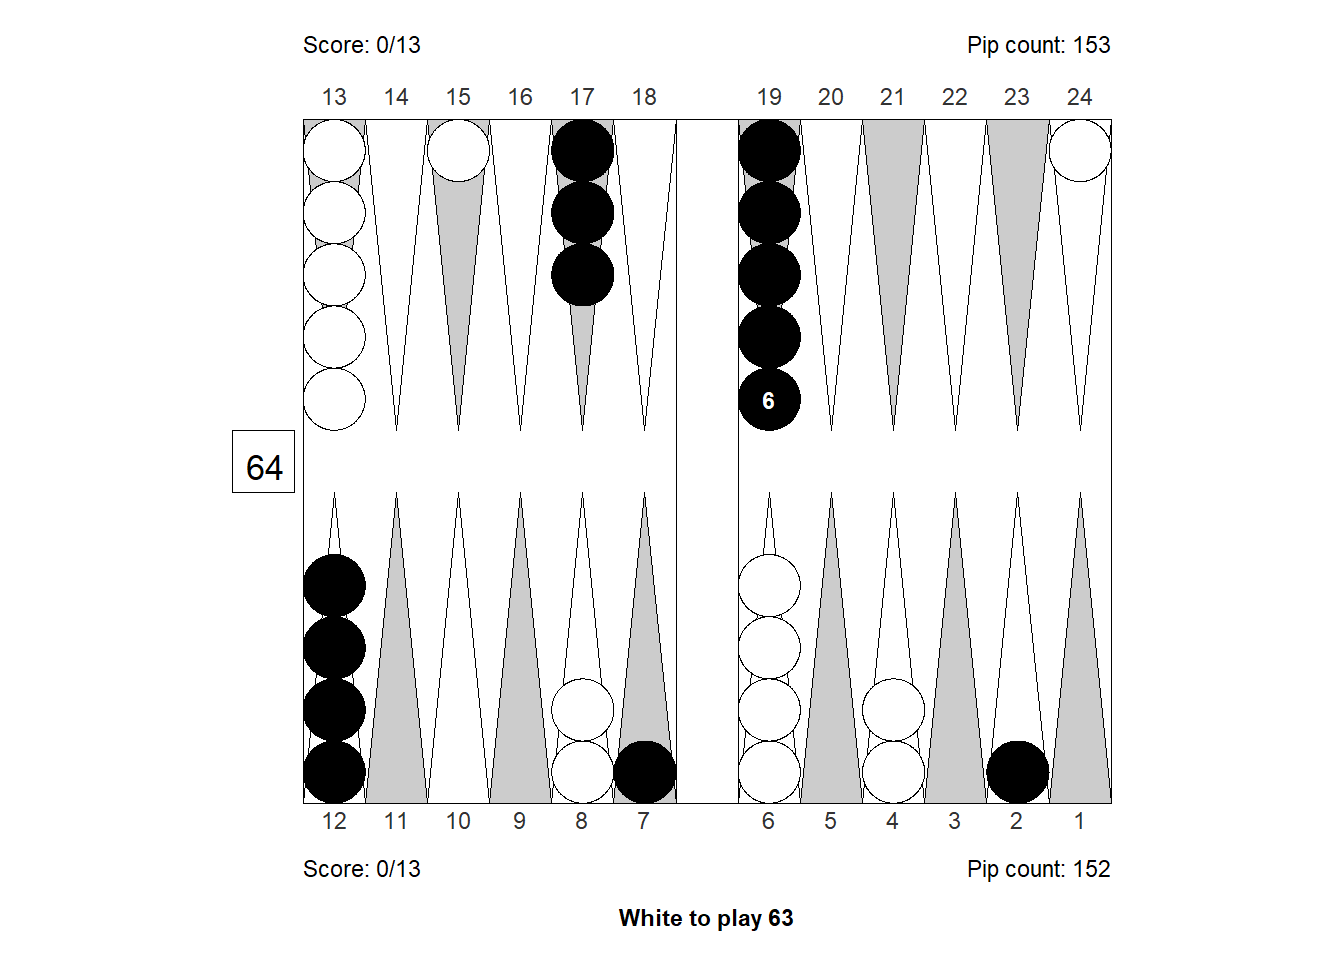 Score: 0/13 Pip count: 153
13 14 15 16 17 18 19 20 21 22 23 24
6
64
12 11 10 9 8 7 6 5 4 3 2 1
Score: 0/13 Pip count: 152
White to play 63